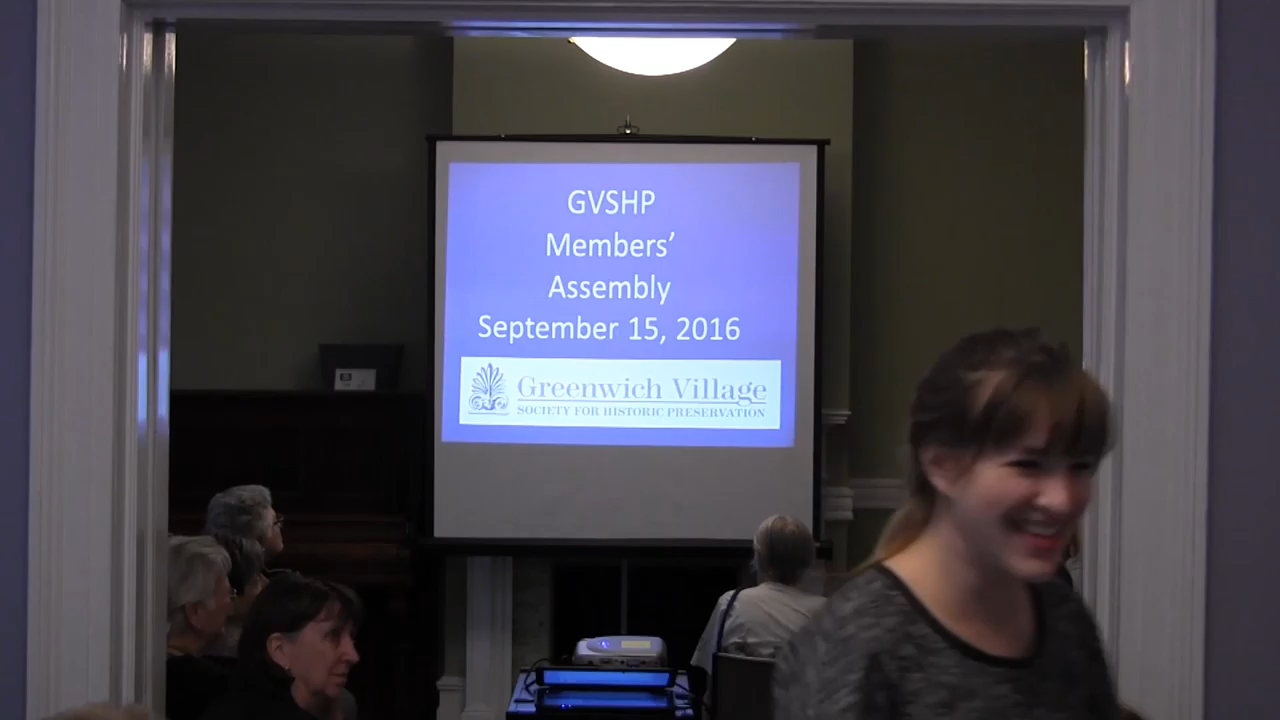 GVSHP
Members’
Assembly
September 15, 2016
Greenwich Village
SOCIETY FOR HISTORIC PRESERVATION